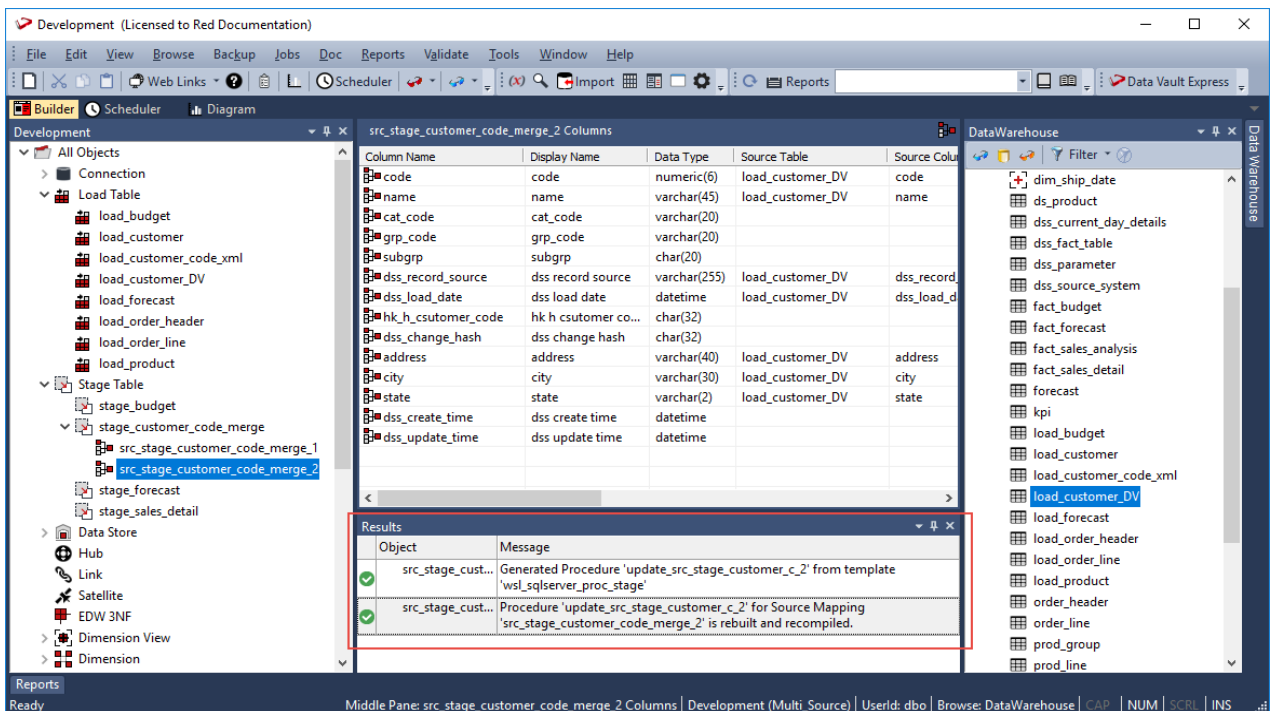 Development (Licensed to Red Documentation)
File Edit View Browse Backup Jobs Doc Reports Validate Tools Window Help
Web Links Scheduler (x) Import Reports Data Vault Express
Builder Scheduler Diagram
Development
All Objects
Connection
Load Table
load_budget
load_customer
load_customer_code_xml
load_customer_DV
load_forecast
load_order_header
load_order_line
load_product
Stage Table
stage_budget
stage_customer_code_merge
src_stage_customer_code_merge_1
src_stage_customer_code_merge_2
stage_forecast
stage_sales_detail
Data Store
Hub
Link
Satellite
EDW 3NF
Dimension View
Dimension
src_stage_customer_code_merge_2 Columns
Column Name Display Name Data Type Source Table Source Colu
code code numeric(6) load_customer_DV code
name name varchar(45) load_customer_DV name
cat_code cat_code varchar(20)
grp_code grp_code varchar(20)
subgrp subgrp char(20)
dss_record_source dss record source varchar(255) load_customer_DV dss_record_
dss_load_date dss load date datetime load_customer_DV dss_load_d
hk_h_csutomer_code hk h csutomer co... char(32)
dss_change_hash dss change hash char(32)
address address varchar(40) load_customer_DV address
city city varchar(30) load_customer_DV city
state state varchar(2) load_customer_DV state
dss_create_time dss create time datetime
dss_update_time dss update time datetime
Results
Object Message
src_stage_cust... Generated Procedure 'update_src_stage_customer_c_2' from template
'wsl_sqlserver_proc_stage'
src_stage_cust... Procedure 'update_src_stage_customer_c_2' for Source Mapping
'src_stage_customer_code_merge_2' is rebuilt and recompiled.
DataWarehouse
Filter
dim_ship_date
ds_product
dss_current_day_details
dss_fact_table
dss_parameter
dss_source_system
fact_budget
fact_forecast
fact_sales_analysis
fact_sales_detail
forecast
kpi
load_budget
load_customer
load_customer_code_xml
load_customer_DV
load_forecast
load_order_header
load_order_line
load_product
order_header
order_line
prod_group
prod_line
Data Warehouse
Reports
Ready Middle Pane: src_stage_customer_code_merge_2 Columns Development (Multi_Source) UserId: dbo Browse: DataWarehouse CAP NUM SCRL INS